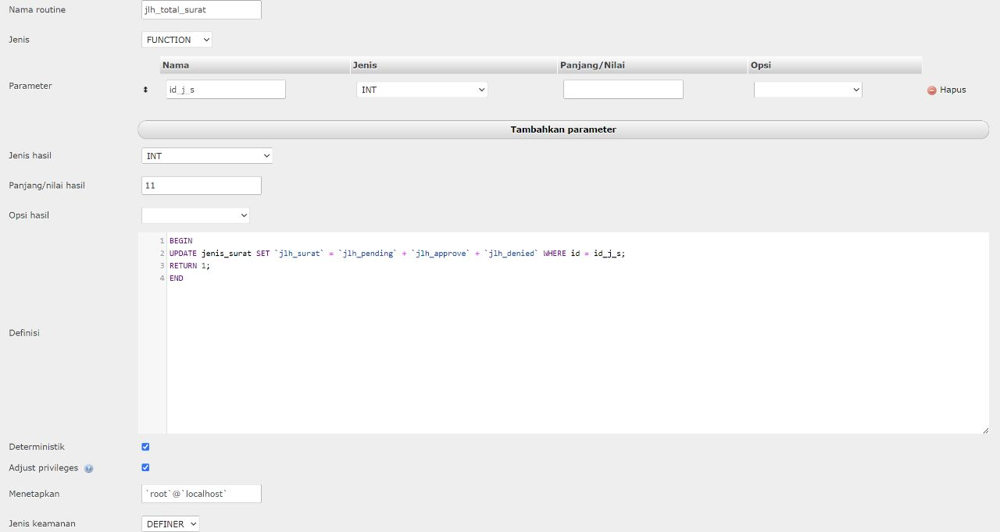 Nama routine jlh_total_surat
Jenis FUNCTION
Nama Jenis Panjang/Nilai Opsi
Parameter id_j_s INT Hapus
Tambahkan parameter
Jenis hasil INT
Panjang/nilai hasil 11
Opsi hasil
Definisi
1 BEGIN
2 UPDATE jenis_surat SET `jlh_surat` = `jlh_pending` + `jlh_approve` + `jlh_denied` WHERE id = id_j_s;
3 RETURN 1;
4 END
Deterministik
Adjust privileges
Menetapkan `root`@`localhost`
Jenis keamanan DEFINER